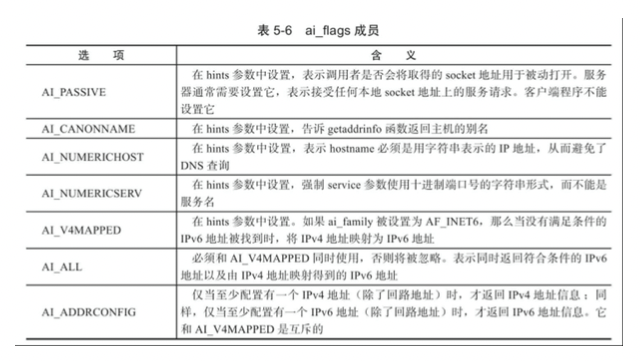 表 5-6 ai_flags 成员
选 项 含 义
AI_PASSIVE
在 hints 参数中设置，表示调用者是否会将取得的 socket 地址用于被动打开。服务
器通常需要设置它，表示接受任何本地 socket 地址上的服务请求。客户端程序不能
设置它
AI_CANONNAME
在 hints 参数中设置，告诉 getaddrinfo 函数返回主机的别名
AI_NUMERICHOST
在 hints 参数中设置，表示 hostname 必须是用字符串表示的 IP 地址，从而避免了
DNS 查询
AI_NUMERICSERV
在 hints 参数中设置，强制 service 参数使用十进制端口号的字符串形式，而不能是
服务名
AI_V4MAPPED
在 hints 参数中设置。如果 ai_family 被设置为 AF_INET6，那么当没有满足条件的
IPv6 地址被找到时，将 IPv4 地址映射为 IPv6 地址
AI_ALL
必须和 AI_V4MAPPED 同时使用，否则将被忽略。表示同时返回符合条件的 IPv6
地址以及由 IPv4 地址映射得到的 IPv6 地址
AI_ADDRCONFIG
仅当至少配置有一个 IPv4 地址（除了回路地址）时，才返回 IPv4 地址信息；同
样，仅当至少配置有一个 IPv6 地址（除了回路地址）时，才返回 IPv6 地址信息。它
和 AI_V4MAPPED 是互斥的